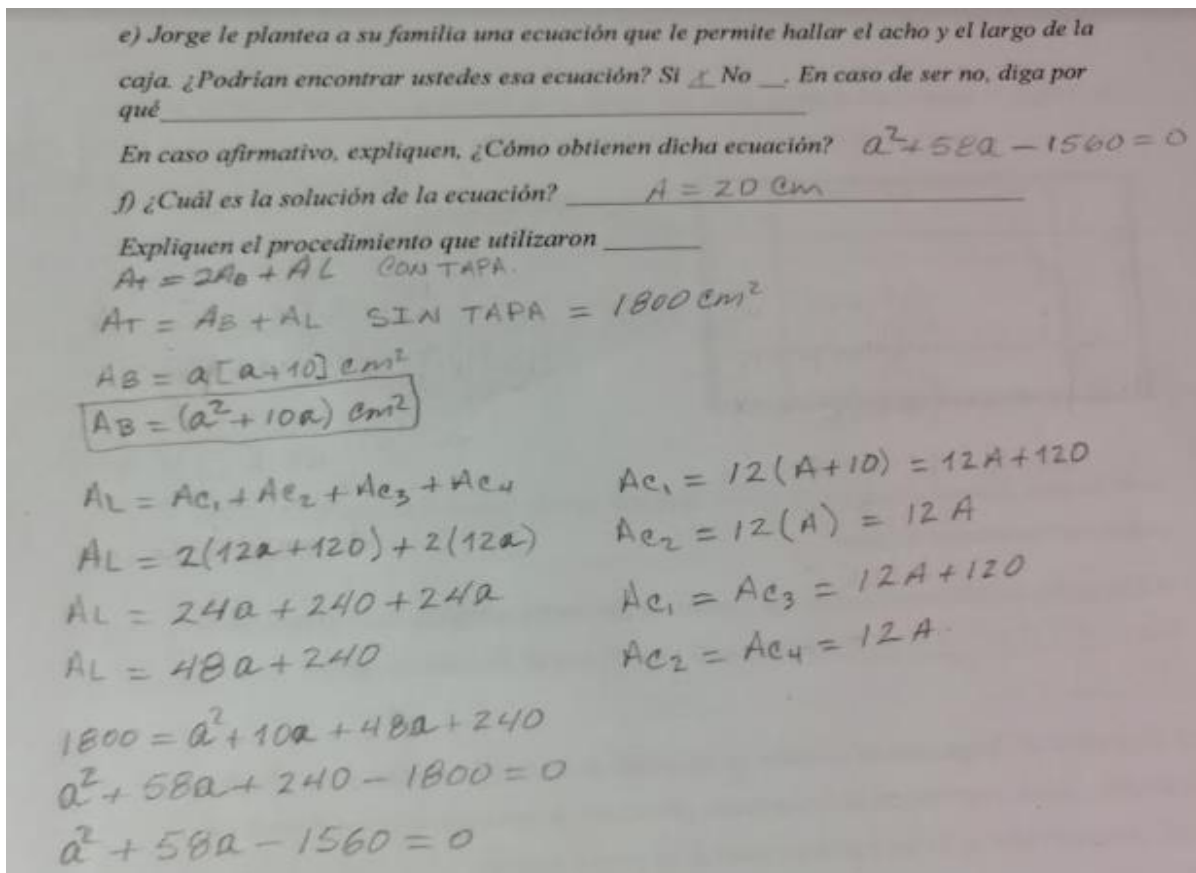 e) Jorge le plantea a su familia una ecuación que le permite hallar el acho y el largo de la
caja. ¿Podrían encontrar ustedes esa ecuación? Si x No __. En caso de ser no, diga por
qué
En caso afirmativo, expliquen, ¿Cómo obtienen dicha ecuación? a² + 58a - 1560 = 0
f) ¿Cuál es la solución de la ecuación? A = 20 cm
Expliquen el procedimiento que utilizaron
AT = 2AB + AL CON TAPA.
AT = AB + AL SIN TAPA = 1800 cm²
AB = a[a+10] cm²
AB = (a² + 10a) cm²
AL = Ac₁ + Ac₂ + Ac₃ + Ac₄
AL = 2(12a+120) + 2(12a)
AL = 24a + 240 + 24a
AL = 48a + 240
Ac₁ = 12(A+10) = 12A+120
Ac₂ = 12(A) = 12A
Ac₁ = Ac₃ = 12A+120
Ac₂ = Ac₄ = 12A.
1800 = a² + 10a + 48a + 240
a² + 58a + 240 - 1800 = 0
a² + 58a - 1560 = 0